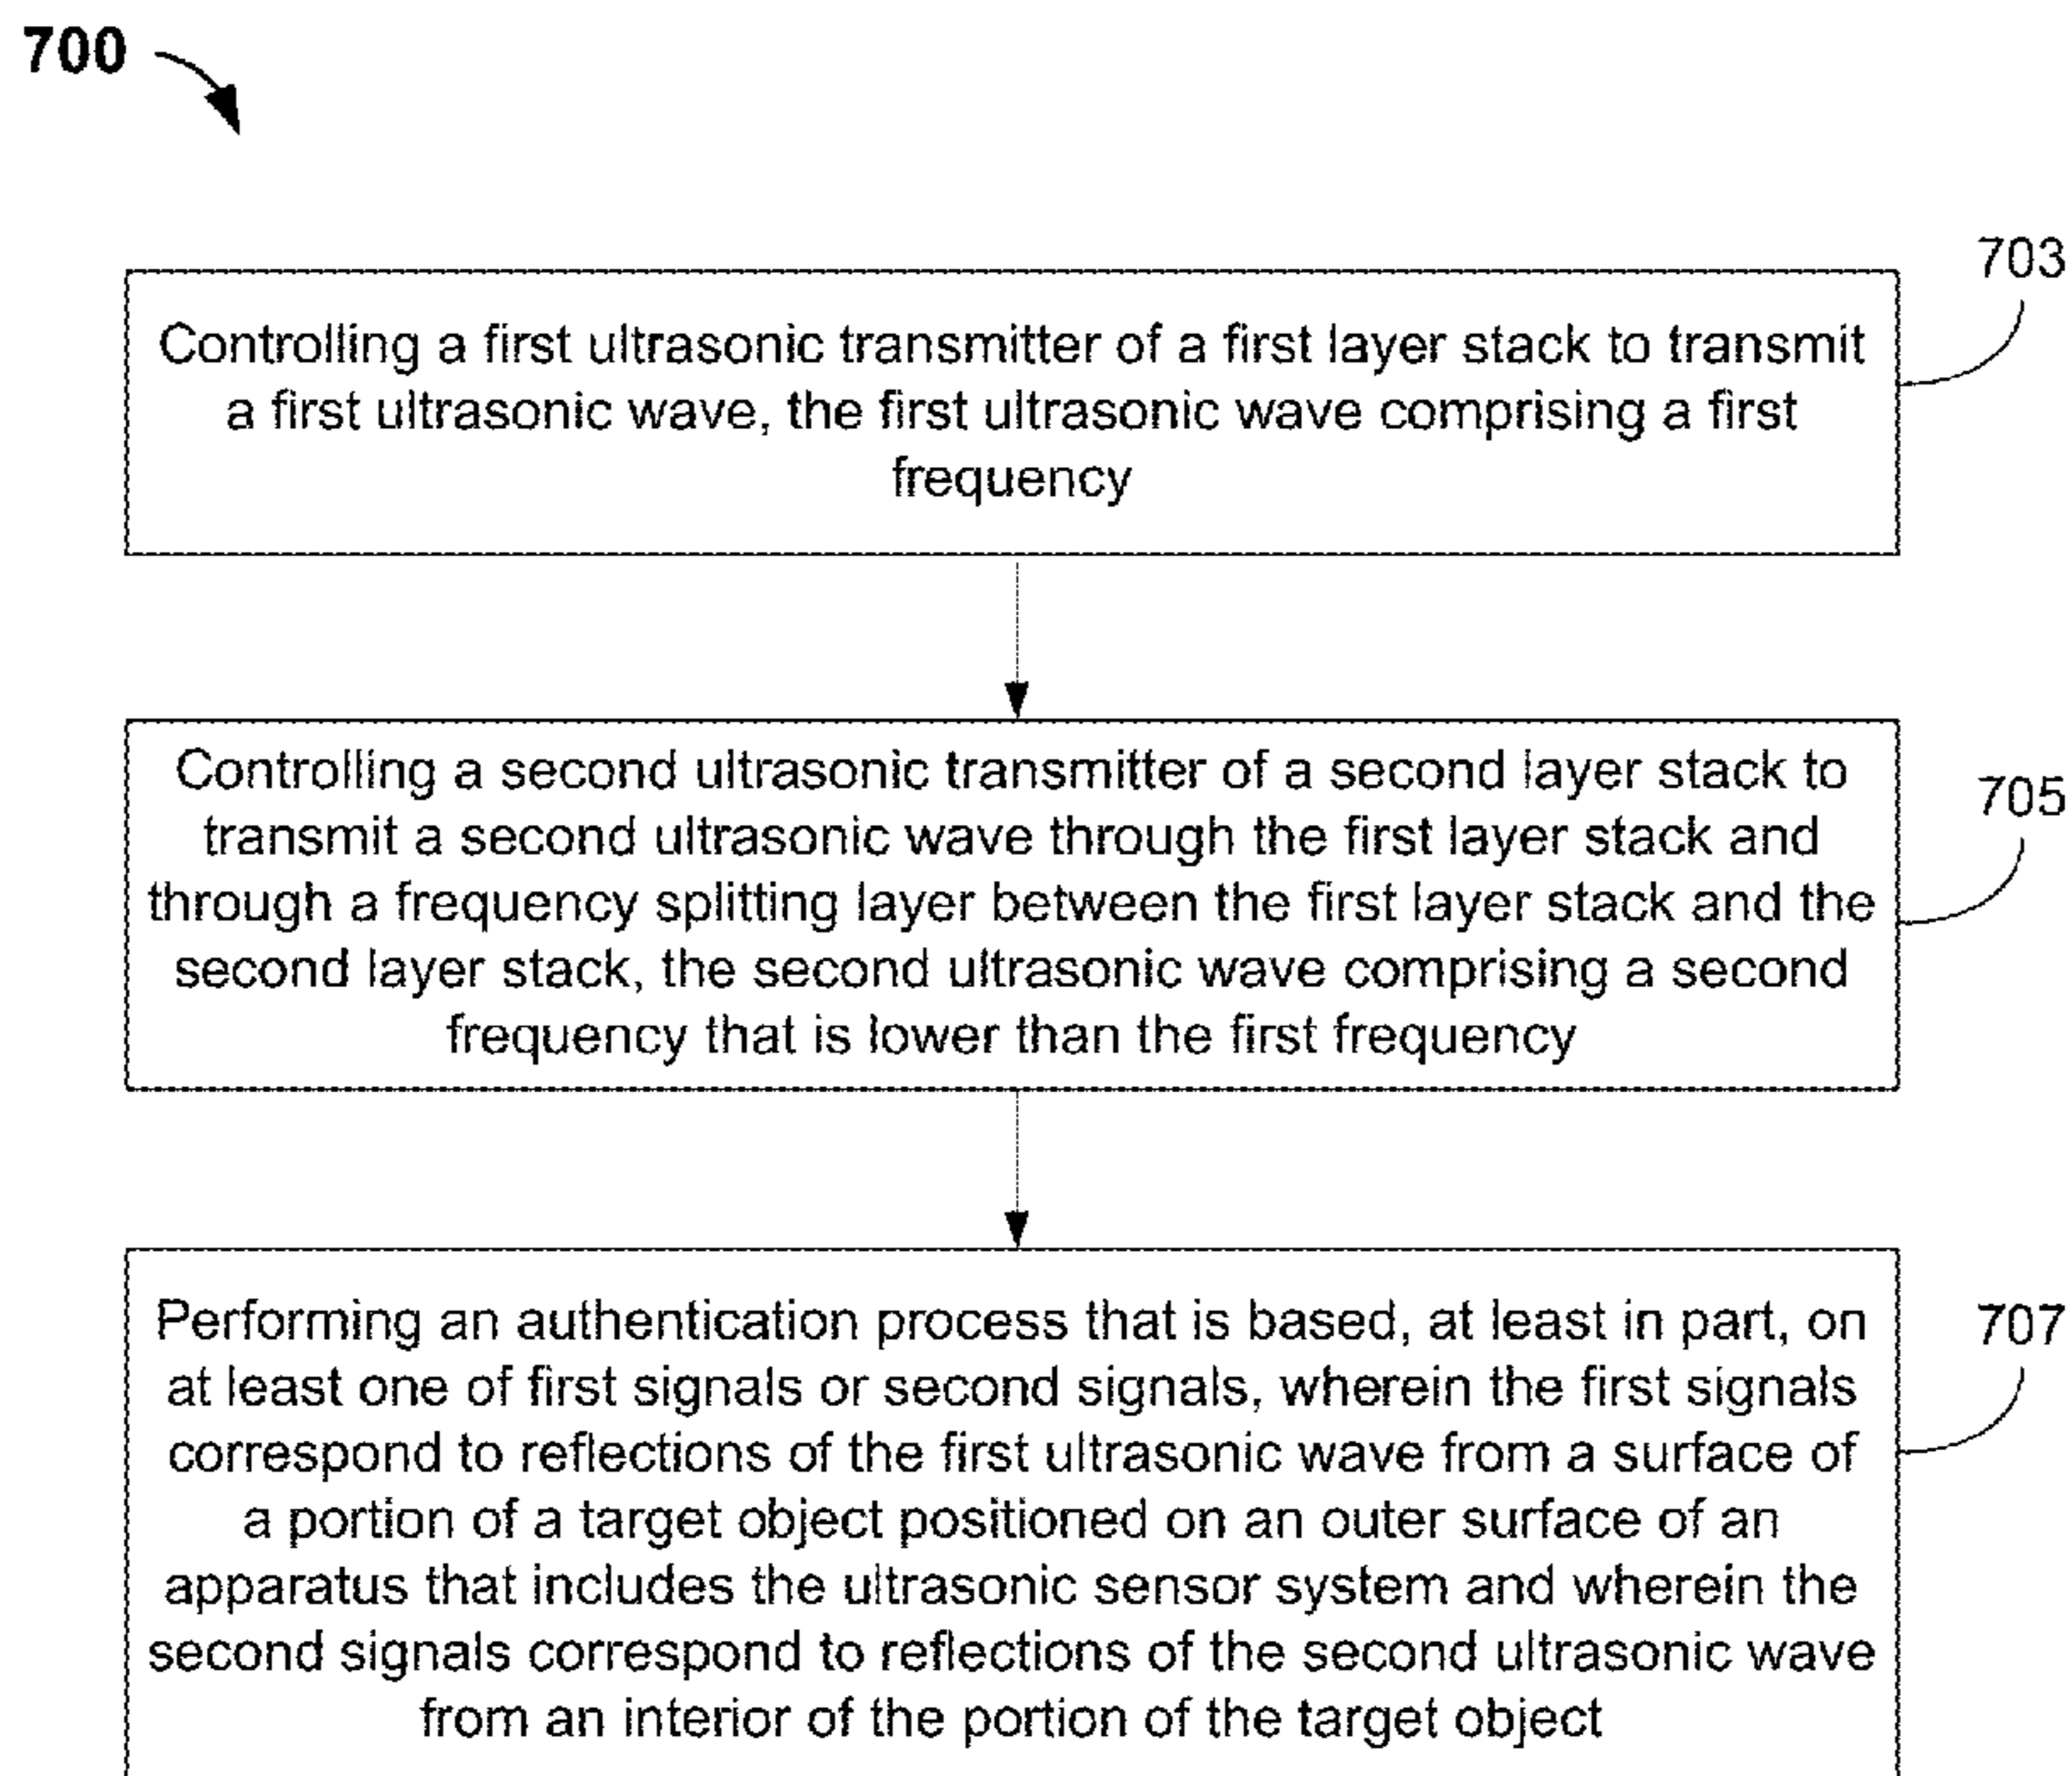 700
703
Controlling a first ultrasonic transmitter of a first layer stack to transmit
a first ultrasonic wave, the first ultrasonic wave comprising a first
frequency
705
Controlling a second ultrasonic transmitter of a second layer stack to
transmit a second ultrasonic wave through the first layer stack and
through a frequency splitting layer between the first layer stack and the
second layer stack, the second ultrasonic wave comprising a second
frequency that is lower than the first frequency
707
Performing an authentication process that is based, at least in part, on
at least one of first signals or second signals, wherein the first signals
correspond to reflections of the first ultrasonic wave from a surface of
a portion of a target object positioned on an outer surface of an
apparatus that includes the ultrasonic sensor system and wherein the
second signals correspond to reflections of the second ultrasonic wave
from an interior of the portion of the target object